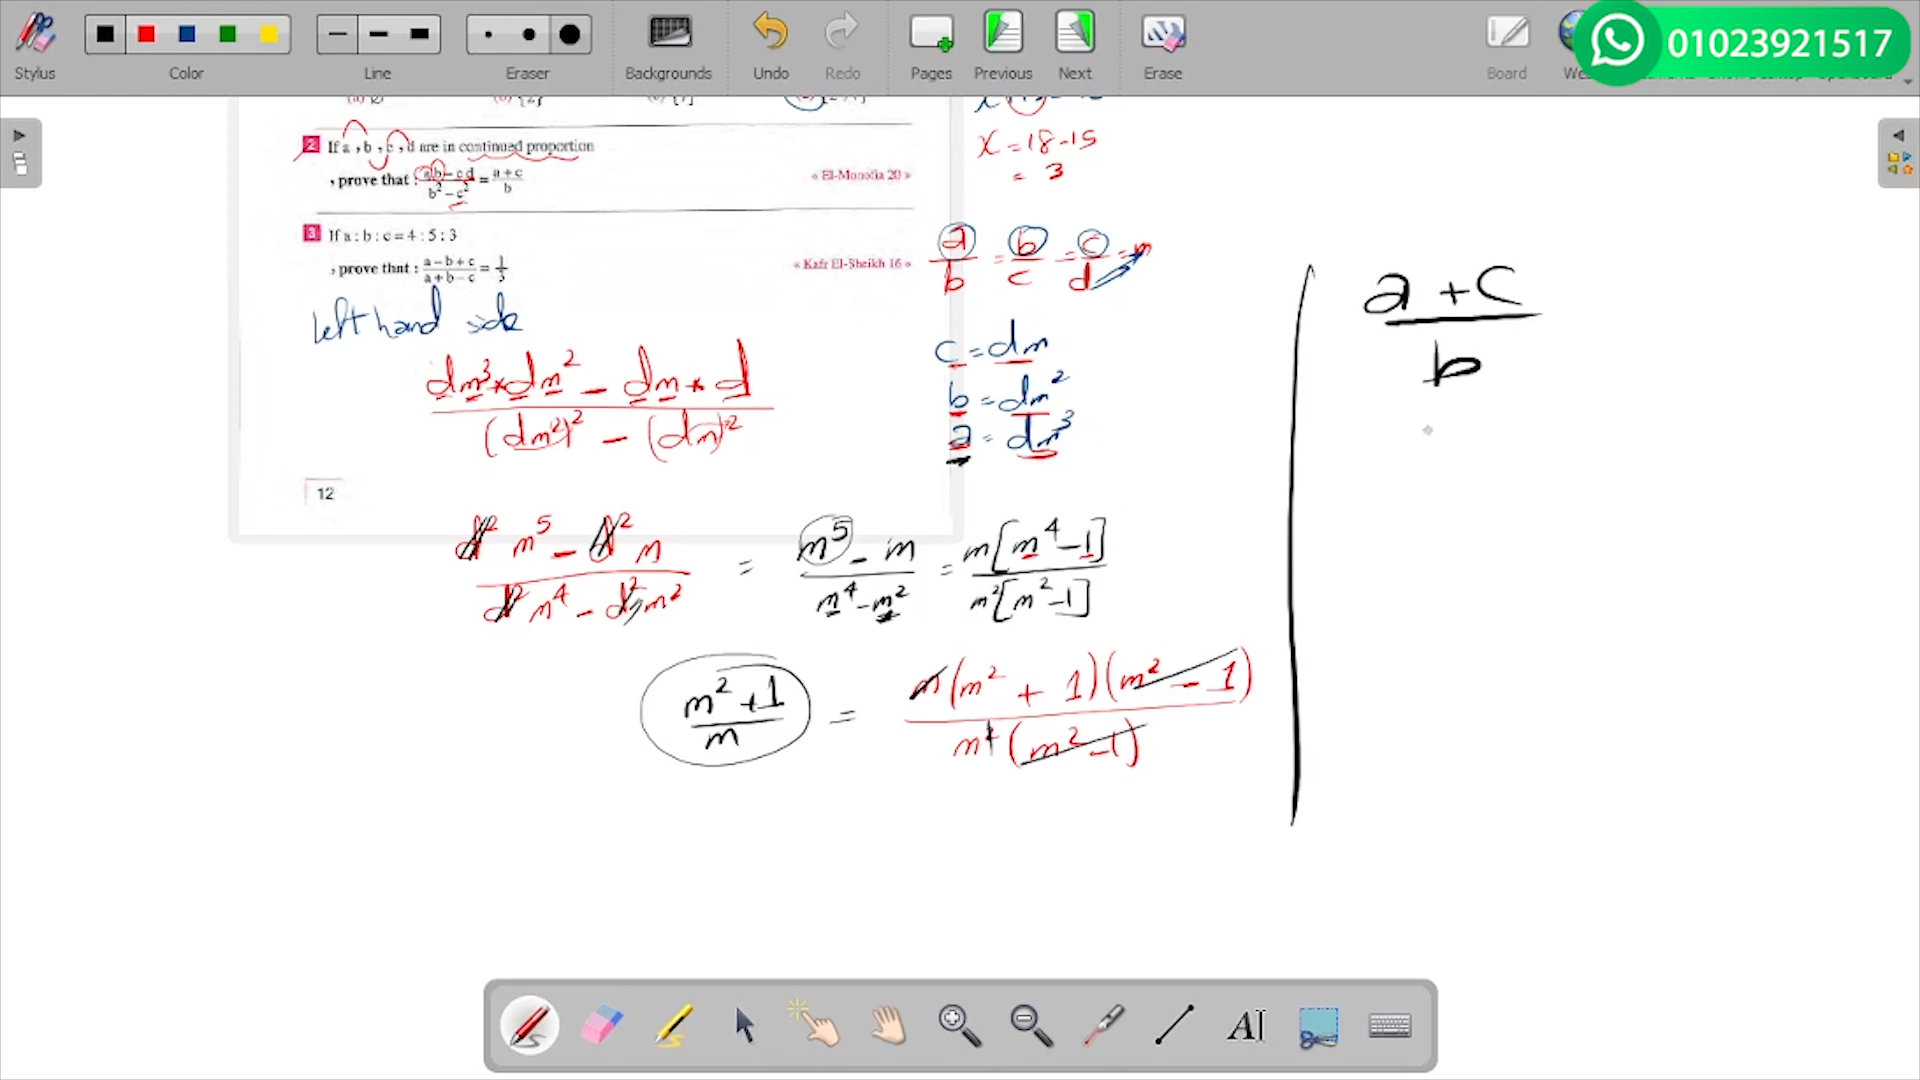 Stylus
Color
Line
Eraser
Backgrounds
Undo
Redo
Pages
Previous
Next
Erase
Board
01023921517
x = 18 - 15
= 3
2 If a , b , c , d are in continued proportion
, prove that : (ab - cd)/(b² - c²) = (a + c)/b
« El-Monofia 20 »
3 If a : b : c = 4 : 5 : 3
, prove that : (a - b + c)/(a + b - c) = 1/3
« Kafr El-Sheikh 16 »
a/b = b/c = c/d = m
c = dm
b = dm²
a = dm³
left hand side
(dm³ * dm² - dm * d)/((dm²)² - (dm)²)
12
(d² m⁵ - d² m)/(d² m⁴ - d² m²) = (m⁵ - m)/(m⁴ - m²) = m[m⁴ - 1]/m²[m² - 1]
(m² + 1)/m = m(m² + 1)(m² - 1)/m²(m² - 1)
(a + c)/b